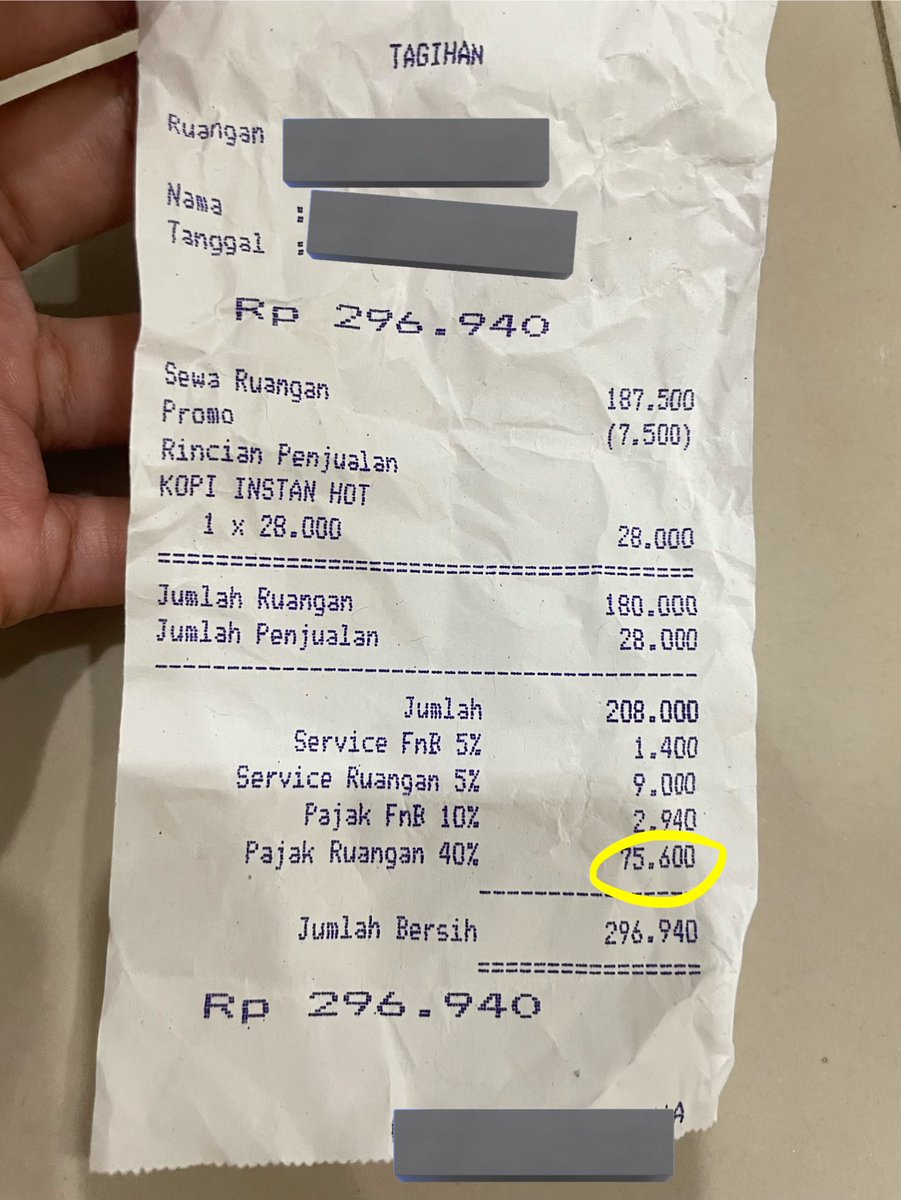 TAGIHAN
Ruangan
Nama :
Tanggal :
Rp 296.940
Sewa Ruangan 187.500
Promo (7.500)
Rincian Penjualan
KOPI INSTAN HOT
1 x 28.000 28.000
Jumlah Ruangan 180.000
Jumlah Penjualan 28.000
Jumlah 208.000
Service FnB 5% 1.400
Service Ruangan 5% 9.000
Pajak FnB 10% 2.940
Pajak Ruangan 40% 75.600
Jumlah Bersih 296.940
Rp 296.940